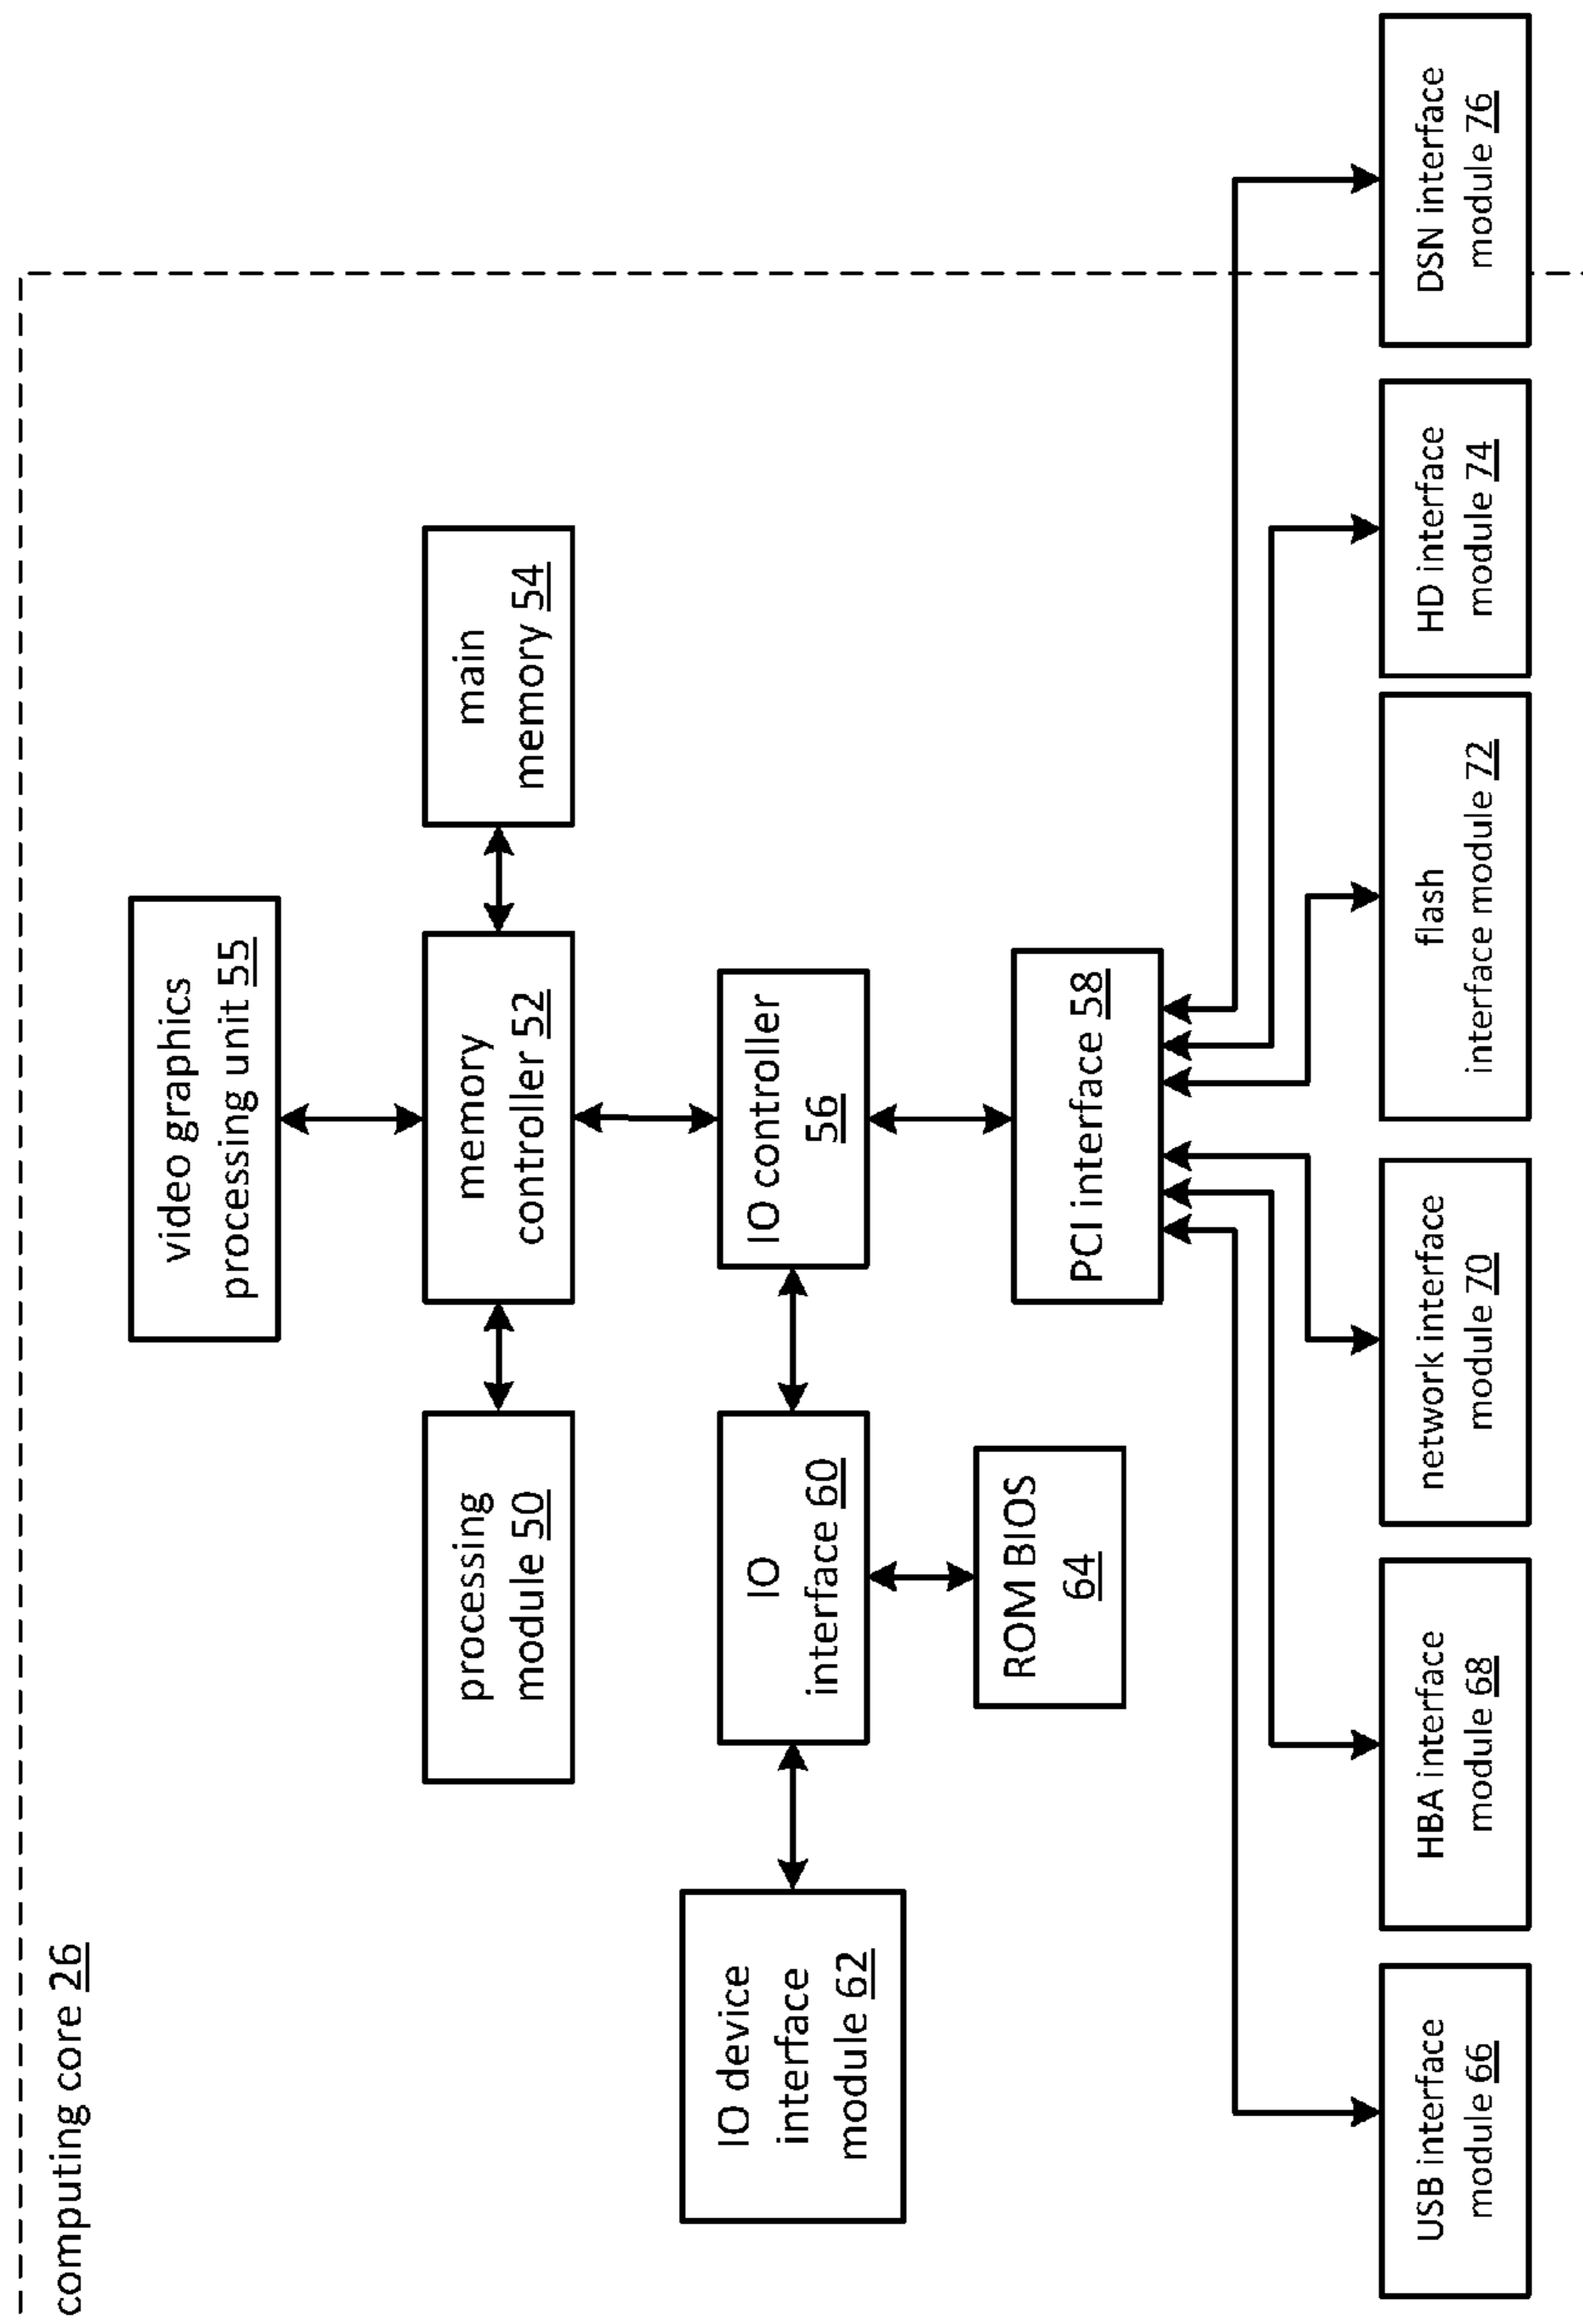 computing core 26
video graphics
processing unit 55
processing
module 50
memory
controller 52
main
memory 54
IO device
interface
module 62
IO
interface 60
IO controller
56
ROM BIOS
64
PCI interface 58
USB interface
module 66
HBA interface
module 68
network interface
module 70
flash
interface module 72
HD interface
module 74
DSN interface
module 76